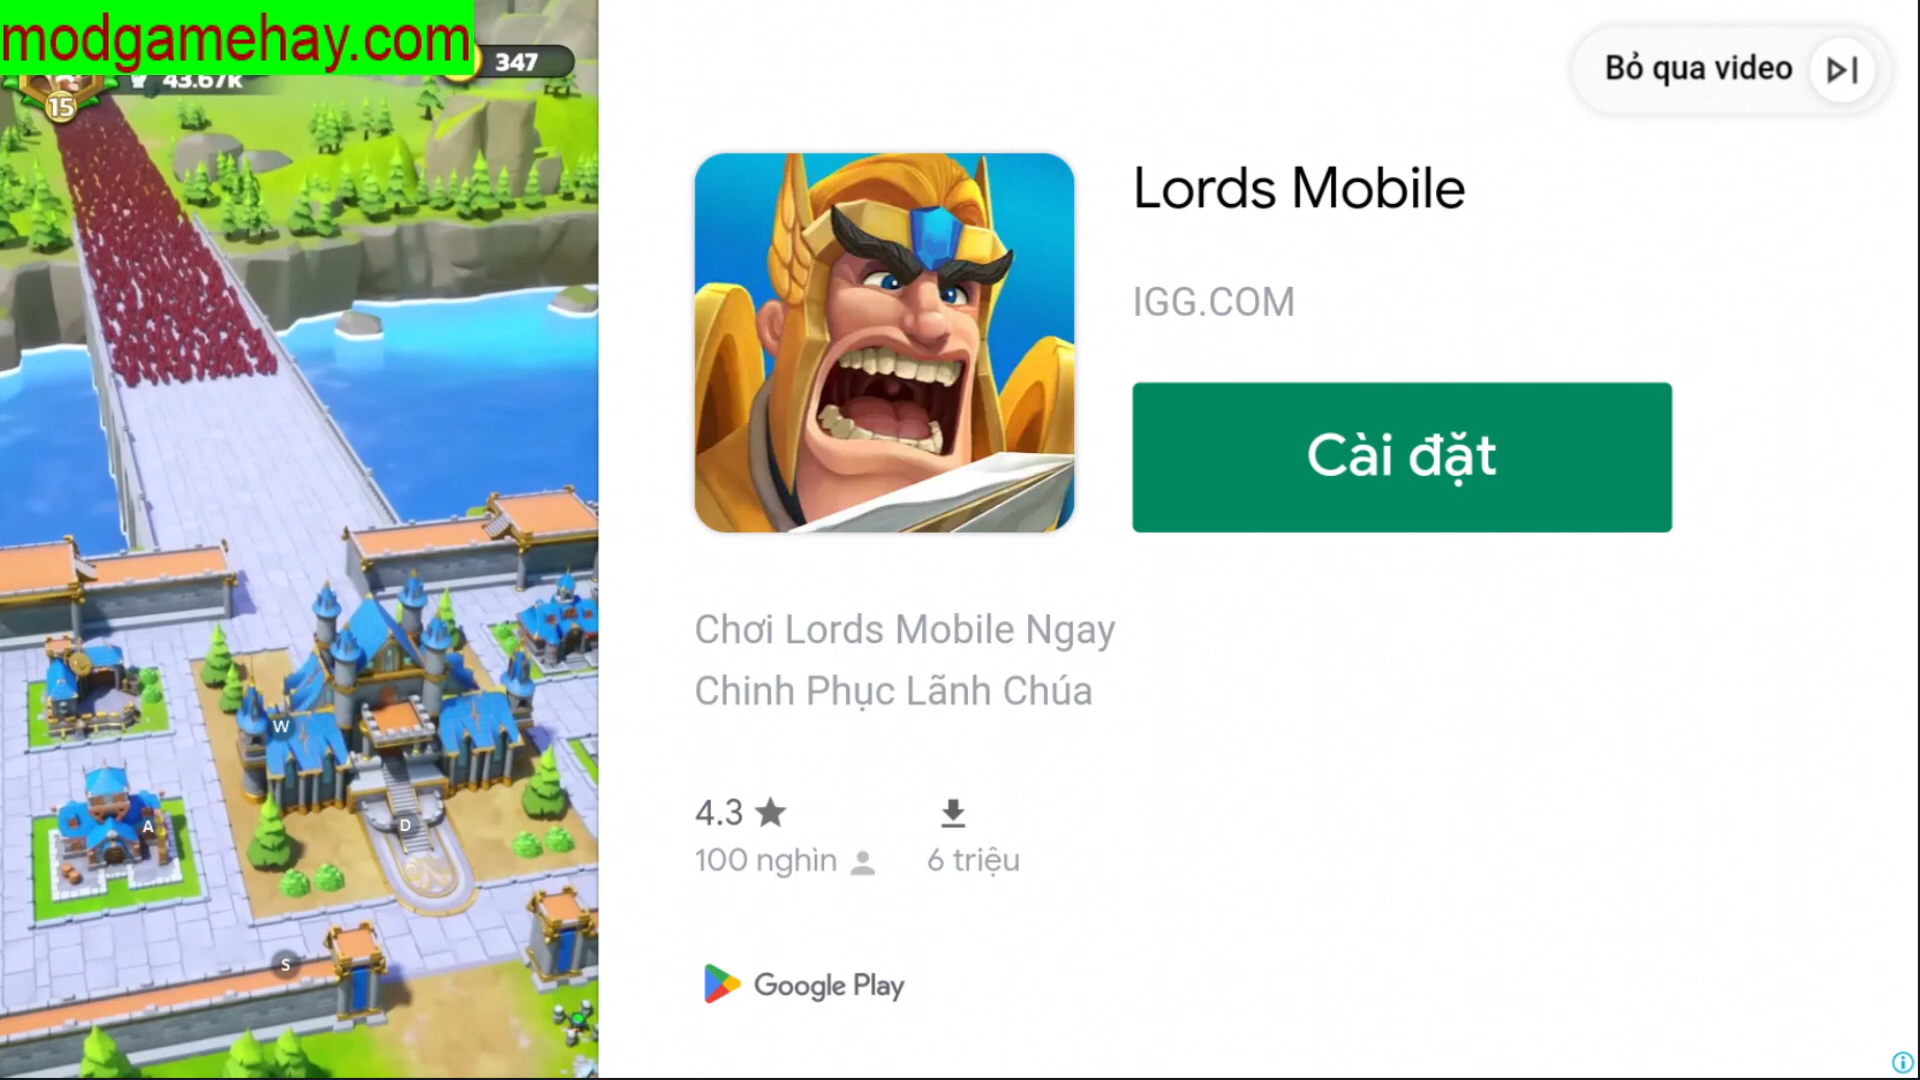 modgamehay.com
347
43.67K
15
Bỏ qua video
Lords Mobile
IGG.COM
Cài đặt
Chơi Lords Mobile Ngay
Chinh Phục Lãnh Chúa
4.3
100 nghìn
6 triệu
Google Play
W
A
D
S